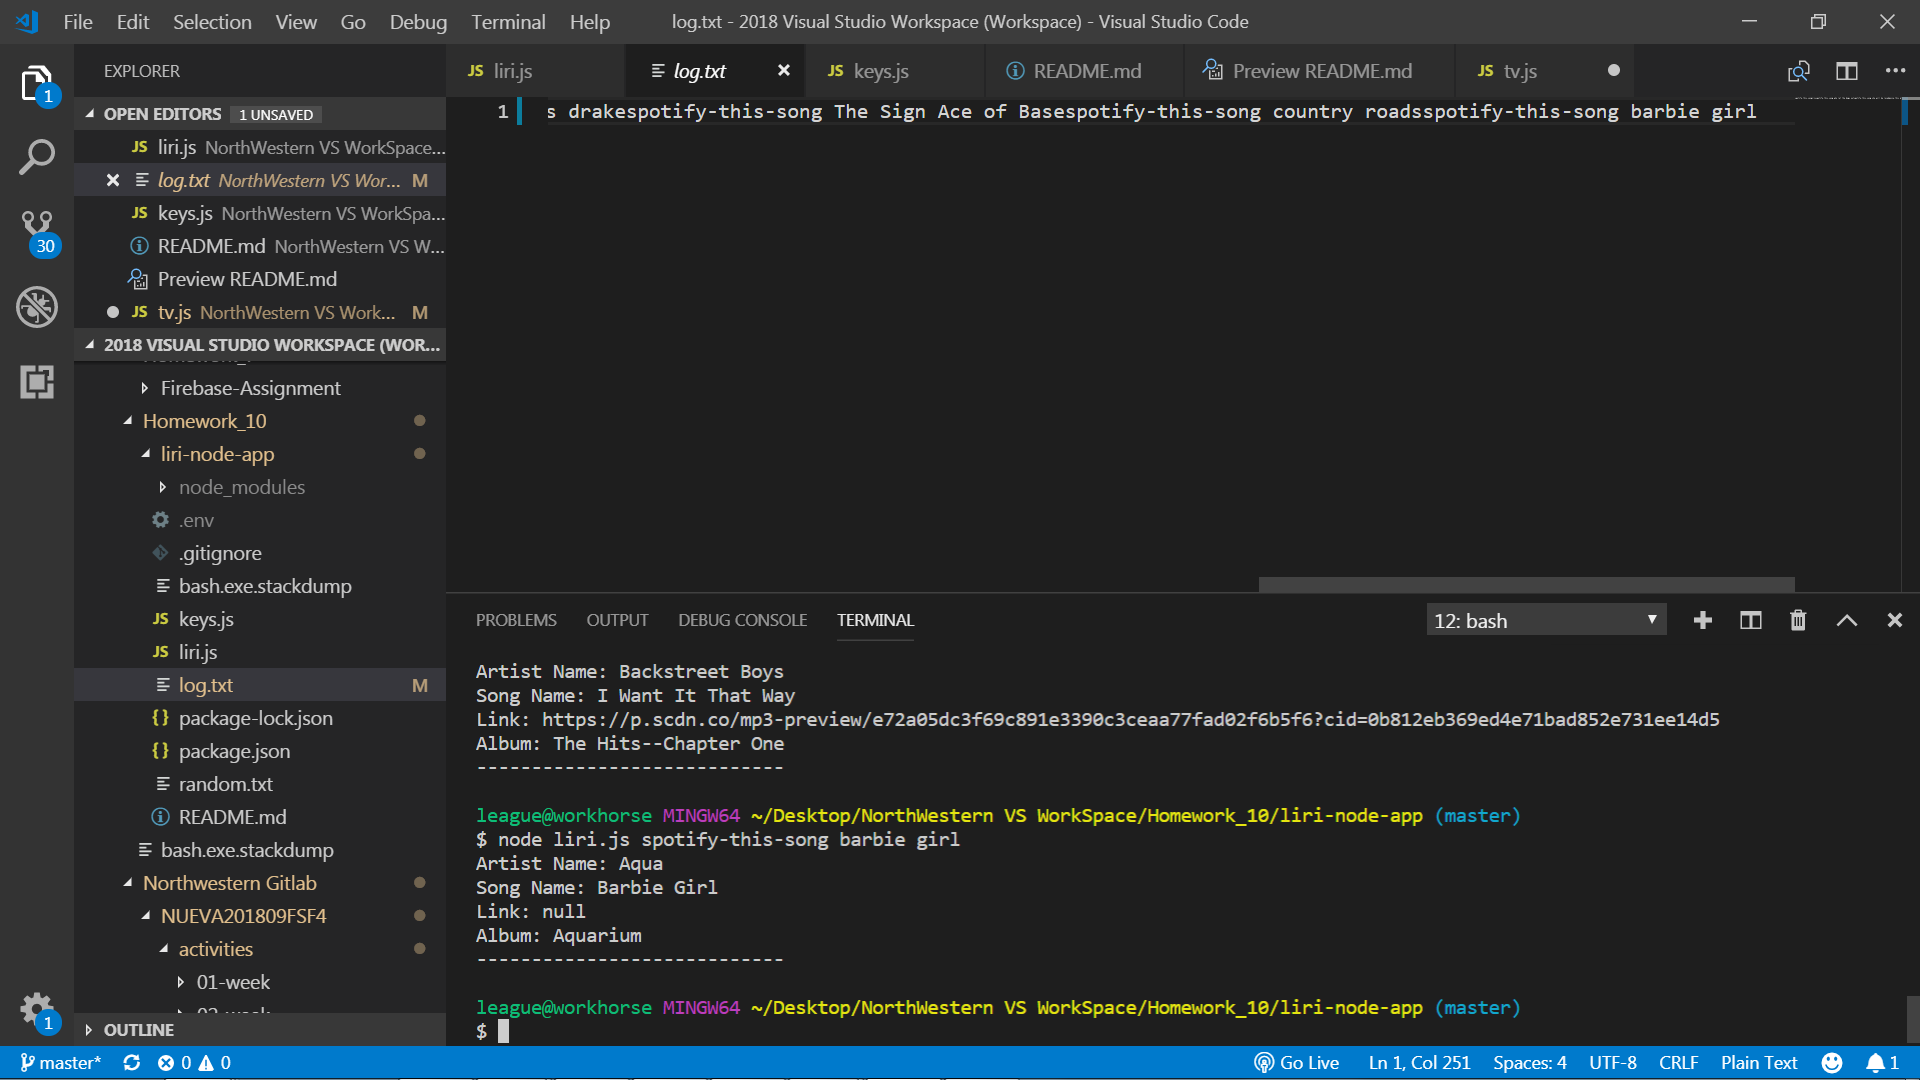 File Edit Selection View Go Debug Terminal Help
log.txt - 2018 Visual Studio Workspace (Workspace) - Visual Studio Code
EXPLORER
1
30
OPEN EDITORS 1 UNSAVED
JS liri.js NorthWestern VS WorkSpace...
log.txt NorthWestern VS Wor... M
JS keys.js NorthWestern VS WorkSpa...
README.md NorthWestern VS W...
Preview README.md
JS tv.js NorthWestern VS Work... M
2018 VISUAL STUDIO WORKSPACE (WOR...
Firebase-Assignment
Homework_10
liri-node-app
node_modules
.env
.gitignore
bash.exe.stackdump
JS keys.js
JS liri.js
log.txt M
{} package-lock.json
{} package.json
random.txt
README.md
bash.exe.stackdump
Northwestern Gitlab
NUEVA201809FSF4
activities
01-week
OUTLINE
1
JS liri.js log.txt JS keys.js README.md Preview README.md JS tv.js
1 s drakespotify-this-song The Sign Ace of Basespotify-this-song country roadsspotify-this-song barbie girl
PROBLEMS OUTPUT DEBUG CONSOLE TERMINAL
12: bash
Artist Name: Backstreet Boys
Song Name: I Want It That Way
Link: https://p.scdn.co/mp3-preview/e72a05dc3f69c891e3390c3ceaa77fad02f6b5f6?cid=0b812eb369ed4e71bad852e731ee14d5
Album: The Hits--Chapter One
----------------------------
league@workhorse MINGW64 ~/Desktop/NorthWestern VS WorkSpace/Homework_10/liri-node-app (master)
$ node liri.js spotify-this-song barbie girl
Artist Name: Aqua
Song Name: Barbie Girl
Link: null
Album: Aquarium
----------------------------
league@workhorse MINGW64 ~/Desktop/NorthWestern VS WorkSpace/Homework_10/liri-node-app (master)
$
master* 0 0
Go Live Ln 1, Col 251 Spaces: 4 UTF-8 CRLF Plain Text 1